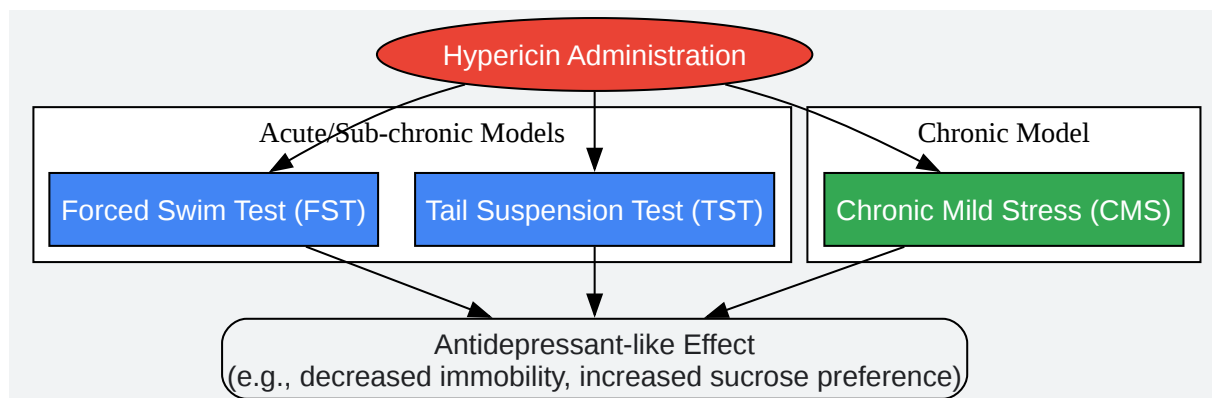 Hypericin Administration
Acute/Sub-chronic Models
Chronic Model
Forced Swim Test (FST)
Tail Suspension Test (TST)
Chronic Mild Stress (CMS)
Antidepressant-like Effect
(e.g., decreased immobility, increased sucrose preference)